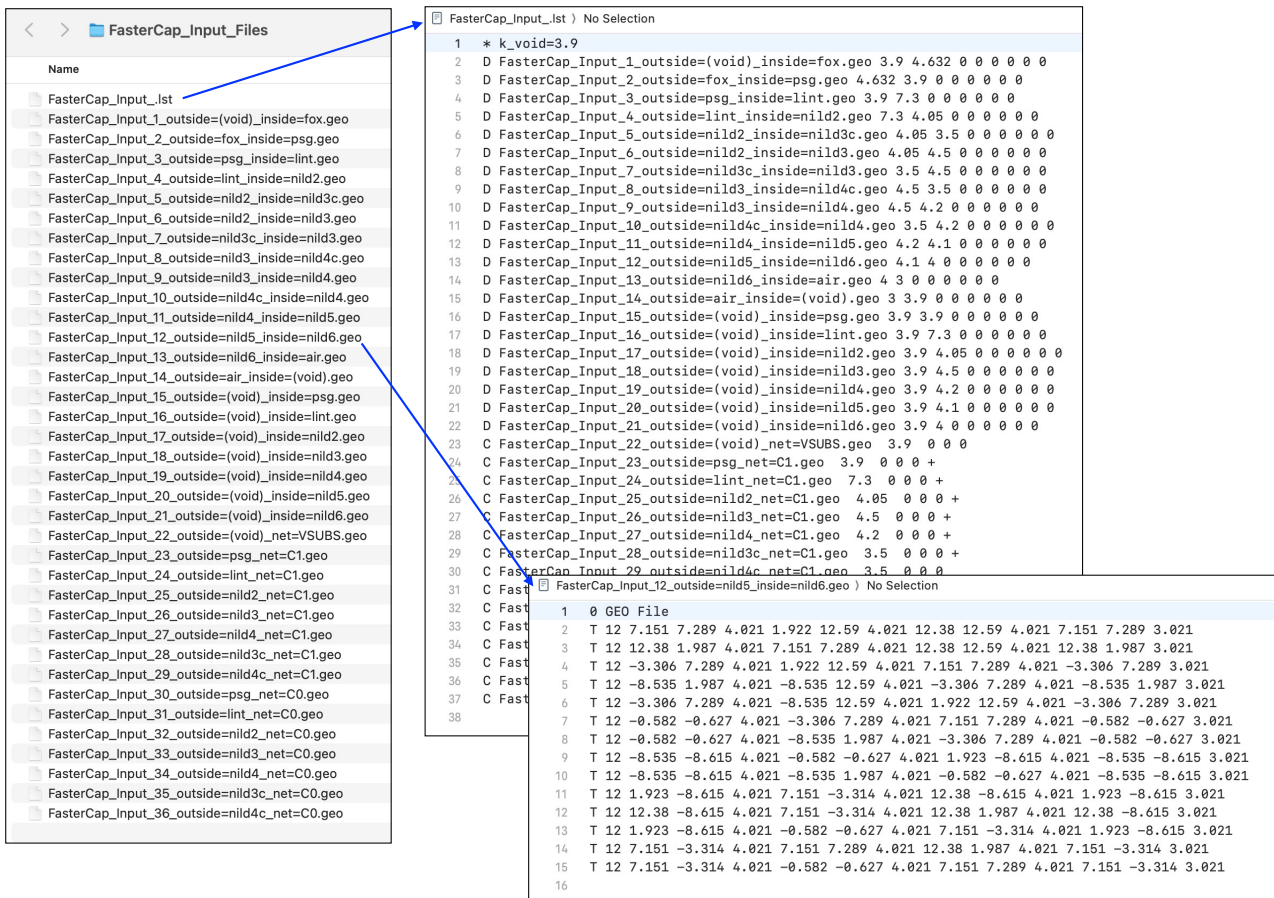 FasterCap_Input_Files
Name
FasterCap_Input_.lst
FasterCap_Input_1_outside=(void)_inside=fox.geo
FasterCap_Input_2_outside=fox_inside=psg.geo
FasterCap_Input_3_outside=psg_inside=lint.geo
FasterCap_Input_4_outside=lint_inside=nild2.geo
FasterCap_Input_5_outside=nild2_inside=nild3c.geo
FasterCap_Input_6_outside=nild2_inside=nild3.geo
FasterCap_Input_7_outside=nild3c_inside=nild3.geo
FasterCap_Input_8_outside=nild3_inside=nild4c.geo
FasterCap_Input_9_outside=nild3_inside=nild4.geo
FasterCap_Input_10_outside=nild4c_inside=nild4.geo
FasterCap_Input_11_outside=nild4_inside=nild5.geo
FasterCap_Input_12_outside=nild5_inside=nild6.geo
FasterCap_Input_13_outside=nild6_inside=air.geo
FasterCap_Input_14_outside=air_inside=(void).geo
FasterCap_Input_15_outside=(void)_inside=psg.geo
FasterCap_Input_16_outside=(void)_inside=lint.geo
FasterCap_Input_17_outside=(void)_inside=nild2.geo
FasterCap_Input_18_outside=(void)_inside=nild3.geo
FasterCap_Input_19_outside=(void)_inside=nild4.geo
FasterCap_Input_20_outside=(void)_inside=nild5.geo
FasterCap_Input_21_outside=(void)_inside=nild6.geo
FasterCap_Input_22_outside=(void)_net=VSUBS.geo
FasterCap_Input_23_outside=psg_net=C1.geo
FasterCap_Input_24_outside=lint_net=C1.geo
FasterCap_Input_25_outside=nild2_net=C1.geo
FasterCap_Input_26_outside=nild3_net=C1.geo
FasterCap_Input_27_outside=nild4_net=C1.geo
FasterCap_Input_28_outside=nild3c_net=C1.geo
FasterCap_Input_29_outside=nild4c_net=C1.geo
FasterCap_Input_30_outside=psg_net=C0.geo
FasterCap_Input_31_outside=lint_net=C0.geo
FasterCap_Input_32_outside=nild2_net=C0.geo
FasterCap_Input_33_outside=nild3_net=C0.geo
FasterCap_Input_34_outside=nild4_net=C0.geo
FasterCap_Input_35_outside=nild3c_net=C0.geo
FasterCap_Input_36_outside=nild4c_net=C0.geo
FasterCap_Input_.lst ⟩ No Selection
1 * k_void=3.9
2 D FasterCap_Input_1_outside=(void)_inside=fox.geo 3.9 4.632 0 0 0 0 0 0
3 D FasterCap_Input_2_outside=fox_inside=psg.geo 4.632 3.9 0 0 0 0 0 0
4 D FasterCap_Input_3_outside=psg_inside=lint.geo 3.9 7.3 0 0 0 0 0 0
5 D FasterCap_Input_4_outside=lint_inside=nild2.geo 7.3 4.05 0 0 0 0 0 0
6 D FasterCap_Input_5_outside=nild2_inside=nild3c.geo 4.05 3.5 0 0 0 0 0 0
7 D FasterCap_Input_6_outside=nild2_inside=nild3.geo 4.05 4.5 0 0 0 0 0 0
8 D FasterCap_Input_7_outside=nild3c_inside=nild3.geo 3.5 4.5 0 0 0 0 0 0
9 D FasterCap_Input_8_outside=nild3_inside=nild4c.geo 4.5 3.5 0 0 0 0 0 0
10 D FasterCap_Input_9_outside=nild3_inside=nild4.geo 4.5 4.2 0 0 0 0 0 0
11 D FasterCap_Input_10_outside=nild4c_inside=nild4.geo 3.5 4.2 0 0 0 0 0 0
12 D FasterCap_Input_11_outside=nild4_inside=nild5.geo 4.2 4.1 0 0 0 0 0 0
13 D FasterCap_Input_12_outside=nild5_inside=nild6.geo 4.1 4 0 0 0 0 0 0
14 D FasterCap_Input_13_outside=nild6_inside=air.geo 4 3 0 0 0 0 0 0
15 D FasterCap_Input_14_outside=air_inside=(void).geo 3 3.9 0 0 0 0 0 0
16 D FasterCap_Input_15_outside=(void)_inside=psg.geo 3.9 3.9 0 0 0 0 0 0
17 D FasterCap_Input_16_outside=(void)_inside=lint.geo 3.9 7.3 0 0 0 0 0 0
18 D FasterCap_Input_17_outside=(void)_inside=nild2.geo 3.9 4.05 0 0 0 0 0 0
19 D FasterCap_Input_18_outside=(void)_inside=nild3.geo 3.9 4.5 0 0 0 0 0 0
20 D FasterCap_Input_19_outside=(void)_inside=nild4.geo 3.9 4.2 0 0 0 0 0 0
21 D FasterCap_Input_20_outside=(void)_inside=nild5.geo 3.9 4.1 0 0 0 0 0 0
22 D FasterCap_Input_21_outside=(void)_inside=nild6.geo 3.9 4 0 0 0 0 0 0
23 C FasterCap_Input_22_outside=(void)_net=VSUBS.geo 3.9 0 0 0
24 C FasterCap_Input_23_outside=psg_net=C1.geo 3.9 0 0 0 +
25 C FasterCap_Input_24_outside=lint_net=C1.geo 7.3 0 0 0 +
26 C FasterCap_Input_25_outside=nild2_net=C1.geo 4.05 0 0 0 +
27 C FasterCap_Input_26_outside=nild3_net=C1.geo 4.5 0 0 0 +
28 C FasterCap_Input_27_outside=nild4_net=C1.geo 4.2 0 0 0 +
29 C FasterCap_Input_28_outside=nild3c_net=C1.geo 3.5 0 0 0 +
30 C FasterCap_Input_29_outside=nild4c_net=C1.geo 3.5 0 0 0
31 C Fast
32 C Fast
33 C Fast
34 C Fast
35 C Fast
36 C Fast
37 C Fast
38
FasterCap_Input_12_outside=nild5_inside=nild6.geo ⟩ No Selection
1 0 GEO File
2 T 12 7.151 7.289 4.021 1.922 12.59 4.021 12.38 12.59 4.021 7.151 7.289 3.021
3 T 12 12.38 1.987 4.021 7.151 7.289 4.021 12.38 12.59 4.021 12.38 1.987 3.021
4 T 12 -3.306 7.289 4.021 1.922 12.59 4.021 7.151 7.289 4.021 -3.306 7.289 3.021
5 T 12 -8.535 1.987 4.021 -8.535 12.59 4.021 -3.306 7.289 4.021 -8.535 1.987 3.021
6 T 12 -3.306 7.289 4.021 -8.535 12.59 4.021 1.922 12.59 4.021 -3.306 7.289 3.021
7 T 12 -0.582 -0.627 4.021 -3.306 7.289 4.021 7.151 7.289 4.021 -0.582 -0.627 3.021
8 T 12 -0.582 -0.627 4.021 -8.535 1.987 4.021 -3.306 7.289 4.021 -0.582 -0.627 3.021
9 T 12 -8.535 -8.615 4.021 -0.582 -0.627 4.021 1.923 -8.615 4.021 -8.535 -8.615 3.021
10 T 12 -8.535 -8.615 4.021 -8.535 1.987 4.021 -0.582 -0.627 4.021 -8.535 -8.615 3.021
11 T 12 1.923 -8.615 4.021 7.151 -3.314 4.021 12.38 -8.615 4.021 1.923 -8.615 3.021
12 T 12 12.38 -8.615 4.021 7.151 -3.314 4.021 12.38 1.987 4.021 12.38 -8.615 3.021
13 T 12 1.923 -8.615 4.021 -0.582 -0.627 4.021 7.151 -3.314 4.021 1.923 -8.615 3.021
14 T 12 7.151 -3.314 4.021 7.151 7.289 4.021 12.38 1.987 4.021 7.151 -3.314 3.021
15 T 12 7.151 -3.314 4.021 -0.582 -0.627 4.021 7.151 7.289 4.021 7.151 -3.314 3.021
16